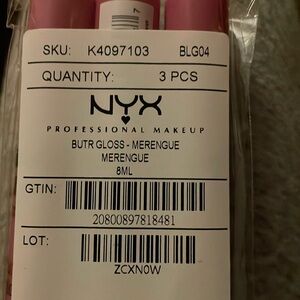 SKU: K4097103 BLG04
QUANTITY: 3 PCS
NYX
PROFESSIONAL MAKEUP
BUTR GLOSS - MERENGUE
MERENGUE
8ML
GTIN:
20800897818481
LOT:
ZCXN0W